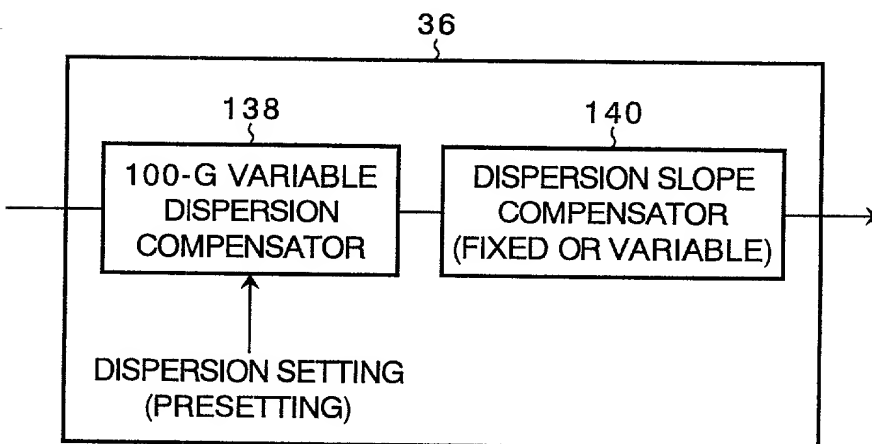 36
138
140
100-G VARIABLE
DISPERSION
COMPENSATOR
DISPERSION SLOPE
COMPENSATOR
(FIXED OR VARIABLE)
DISPERSION SETTING
(PRESETTING)